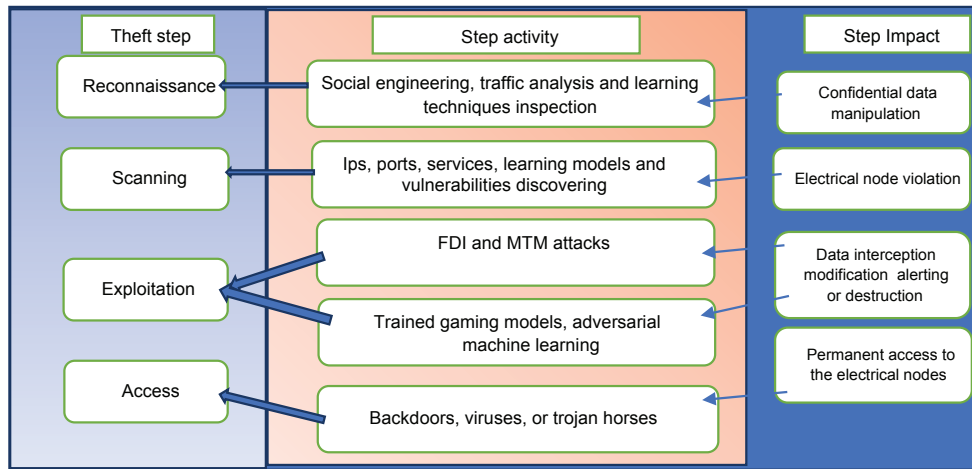 Theft step
Step activity
Step Impact
Reconnaissance
Social engineering, traffic analysis and learning
techniques inspection
Confidential data
manipulation
Scanning
Ips, ports, services, learning models and
vulnerabilities discovering
Electrical node violation
Exploitation
FDI and MTM attacks
Trained gaming models, adversarial
machine learning
Data interception
modification alerting
or destruction
Access
Backdoors, viruses, or trojan horses
Permanent access to
the electrical nodes